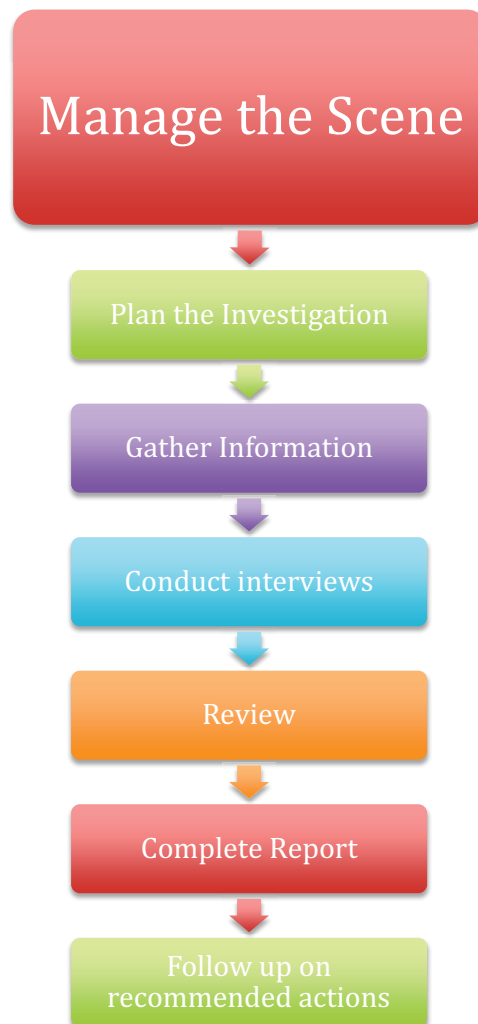 Manage the Scene
Plan the Investigation
Gather Information
Conduct interviews
Review
Complete Report
Follow up on
recommended actions